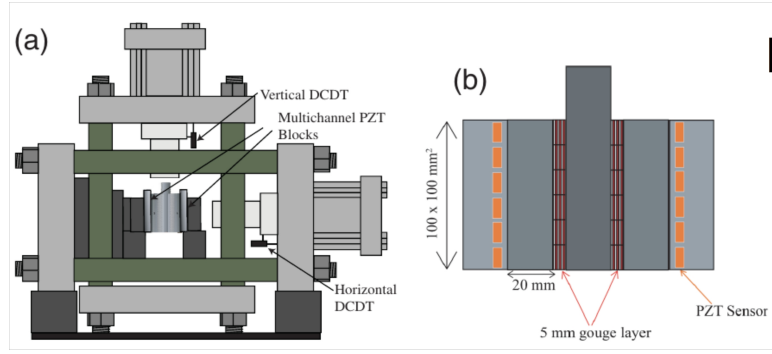 (a)
Vertical DCDT
Multichannel PZT
Blocks
Horizontal
DCDT
(b)
100 x 100 mm²
20 mm
5 mm gouge layer
PZT Sensor